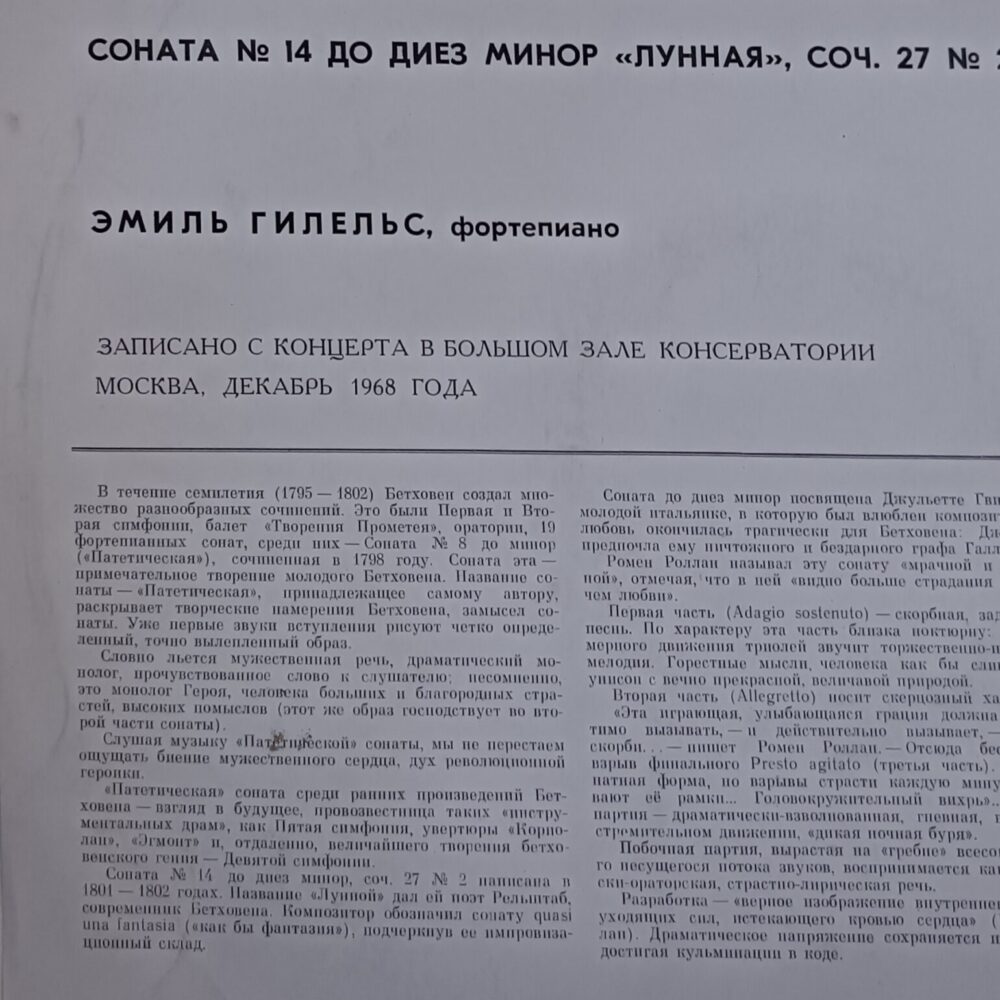 СОНАТА № 14 ДО ДИЕЗ МИНОР «ЛУННАЯ», СОЧ. 27 №
ЭМИЛЬ ГИЛЕЛЬС, фортепиано
ЗАПИСАНО С КОНЦЕРТА В БОЛЬШОМ ЗАЛЕ КОНСЕРВАТОРИИ
МОСКВА, ДЕКАБРЬ 1968 ГОДА
В течение семилетия (1795 — 1802) Бетховен создал мно-
жество разнообразных сочинений. Это были Первая и Вто-
рая симфонии, балет «Творения Прометея», оратории, 19
фортепианных сонат, среди них — Соната № 8 до минор
(«Патетическая»), сочиненная в 1798 году. Соната эта —
примечательное творение молодого Бетховена. Название со-
наты — «Патетическая», принадлежащее самому автору,
раскрывает творческие намерения Бетховена, замысел со-
наты. Уже первые звуки вступления рисуют четко опреде-
ленный, точно вылепленный образ.
Словно льется мужественная речь, драматический мо-
нолог, прочувствованное слово к слушателю; несомненно,
это монолог Героя, человека больших и благородных стра-
стей, высоких помыслов (этот же образ господствует во вто-
рой части сонаты).
Слушая музыку «Патетической» сонаты, мы не перестаем
ощущать биение мужественного сердца, дух революционной
героики.
«Патетическая» соната среди ранних произведений Бет-
ховена — взгляд в будущее, провозвестница таких «инстру-
ментальных драм», как Пятая симфония, увертюры «Корио-
лан», «Эгмонт» и, отдаленно, величайшего творения бетхо-
венского гения — Девятой симфонии.
Соната № 14 до диез минор, соч. 27 № 2 написана в
1801 — 1802 годах. Название «Лунной» дал ей поэт Рельштаб,
современник Бетховена. Композитор обозначил сонату quasi
una fantasia («как бы фантазия»), подчеркнув ее импровиза-
ционный склад.
Соната до диез минор посвящена Джульетте Гви
молодой итальянке, в которую был влюблен композит
любовь окончилась трагически для Бетховена: Дж
предпочла ему ничтожного и бездарного графа Галл
Ромен Роллан называл эту сонату «мрачной и
ной», отмечая, что в ней «видно больше страдания
чем любви».
Первая часть (Adagio sostenuto) — скорбная, зад
песнь. По характеру эта часть близка ноктюрну:
мерного движения триолей звучит торжественно-п
мелодия. Горестные мысли человека как бы сли
унисон с вечно прекрасной, величавой природой.
Вторая часть (Allegretto) носит скерцозный ха
«Эта играющая, улыбающаяся грация должна
тимо вызывать, — и действительно вызывает, —
скорби... — пишет Ромен Роллан. — Отсюда бес
взрыв финального Presto agitato (третья часть).
натная форма, но взрывы страсти каждую мину
вают её рамки... Головокружительный вихрь»..
партия — драматически-взволнованная, гневная,
стремительном движении, «дикая ночная буря».
Побочная партия, вырастая на «гребне» всесо
го несущегося потока звуков, воспринимается ка
ски-ораторская, страстно-лирическая речь.
Разработка — «верное изображение внутренне
уходящих сил, истекающего кровью сердца» (
лан). Драматическое напряжение сохраняется и
достигая кульминации в коде.